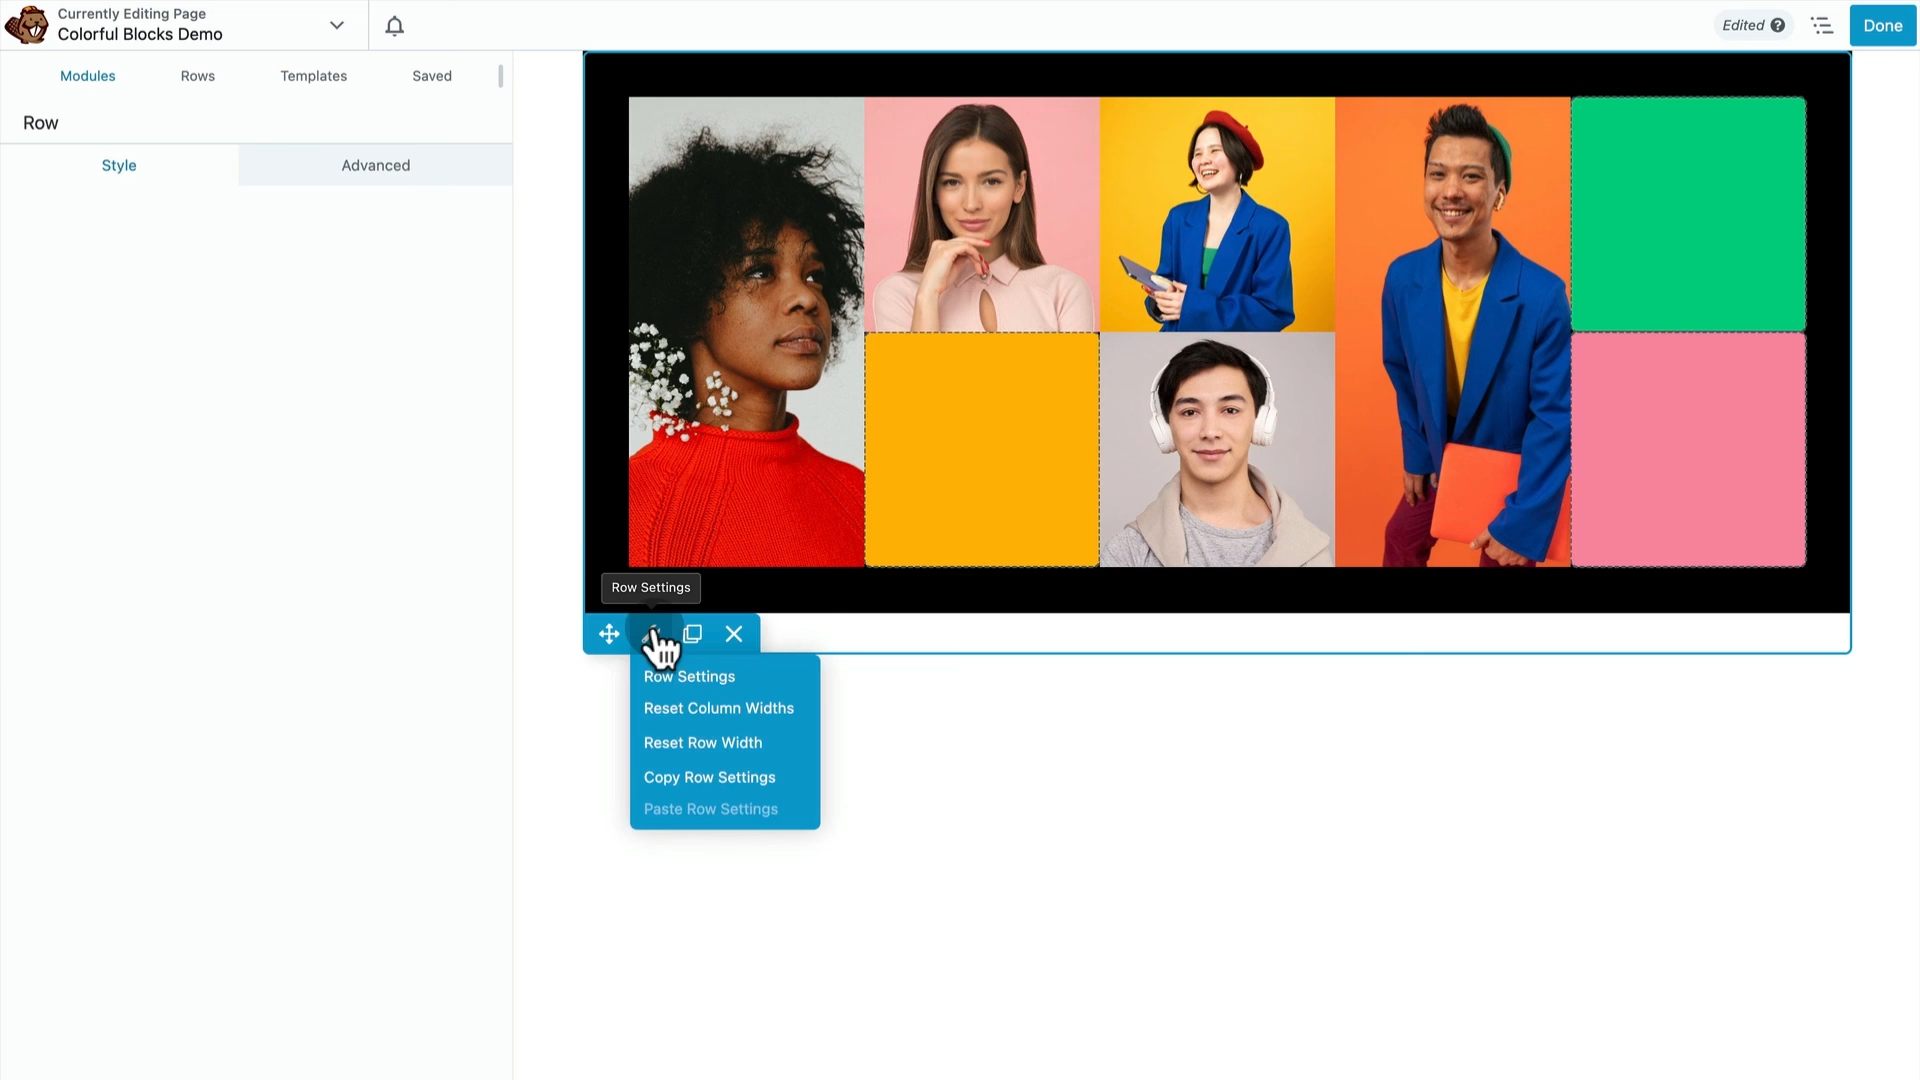 Currently Editing Page
Colorful Blocks Demo
Edited ?
Done
Modules Rows Templates Saved
Row
Style Advanced
Row Settings
Row Settings
Reset Column Widths
Reset Row Width
Copy Row Settings
Paste Row Settings